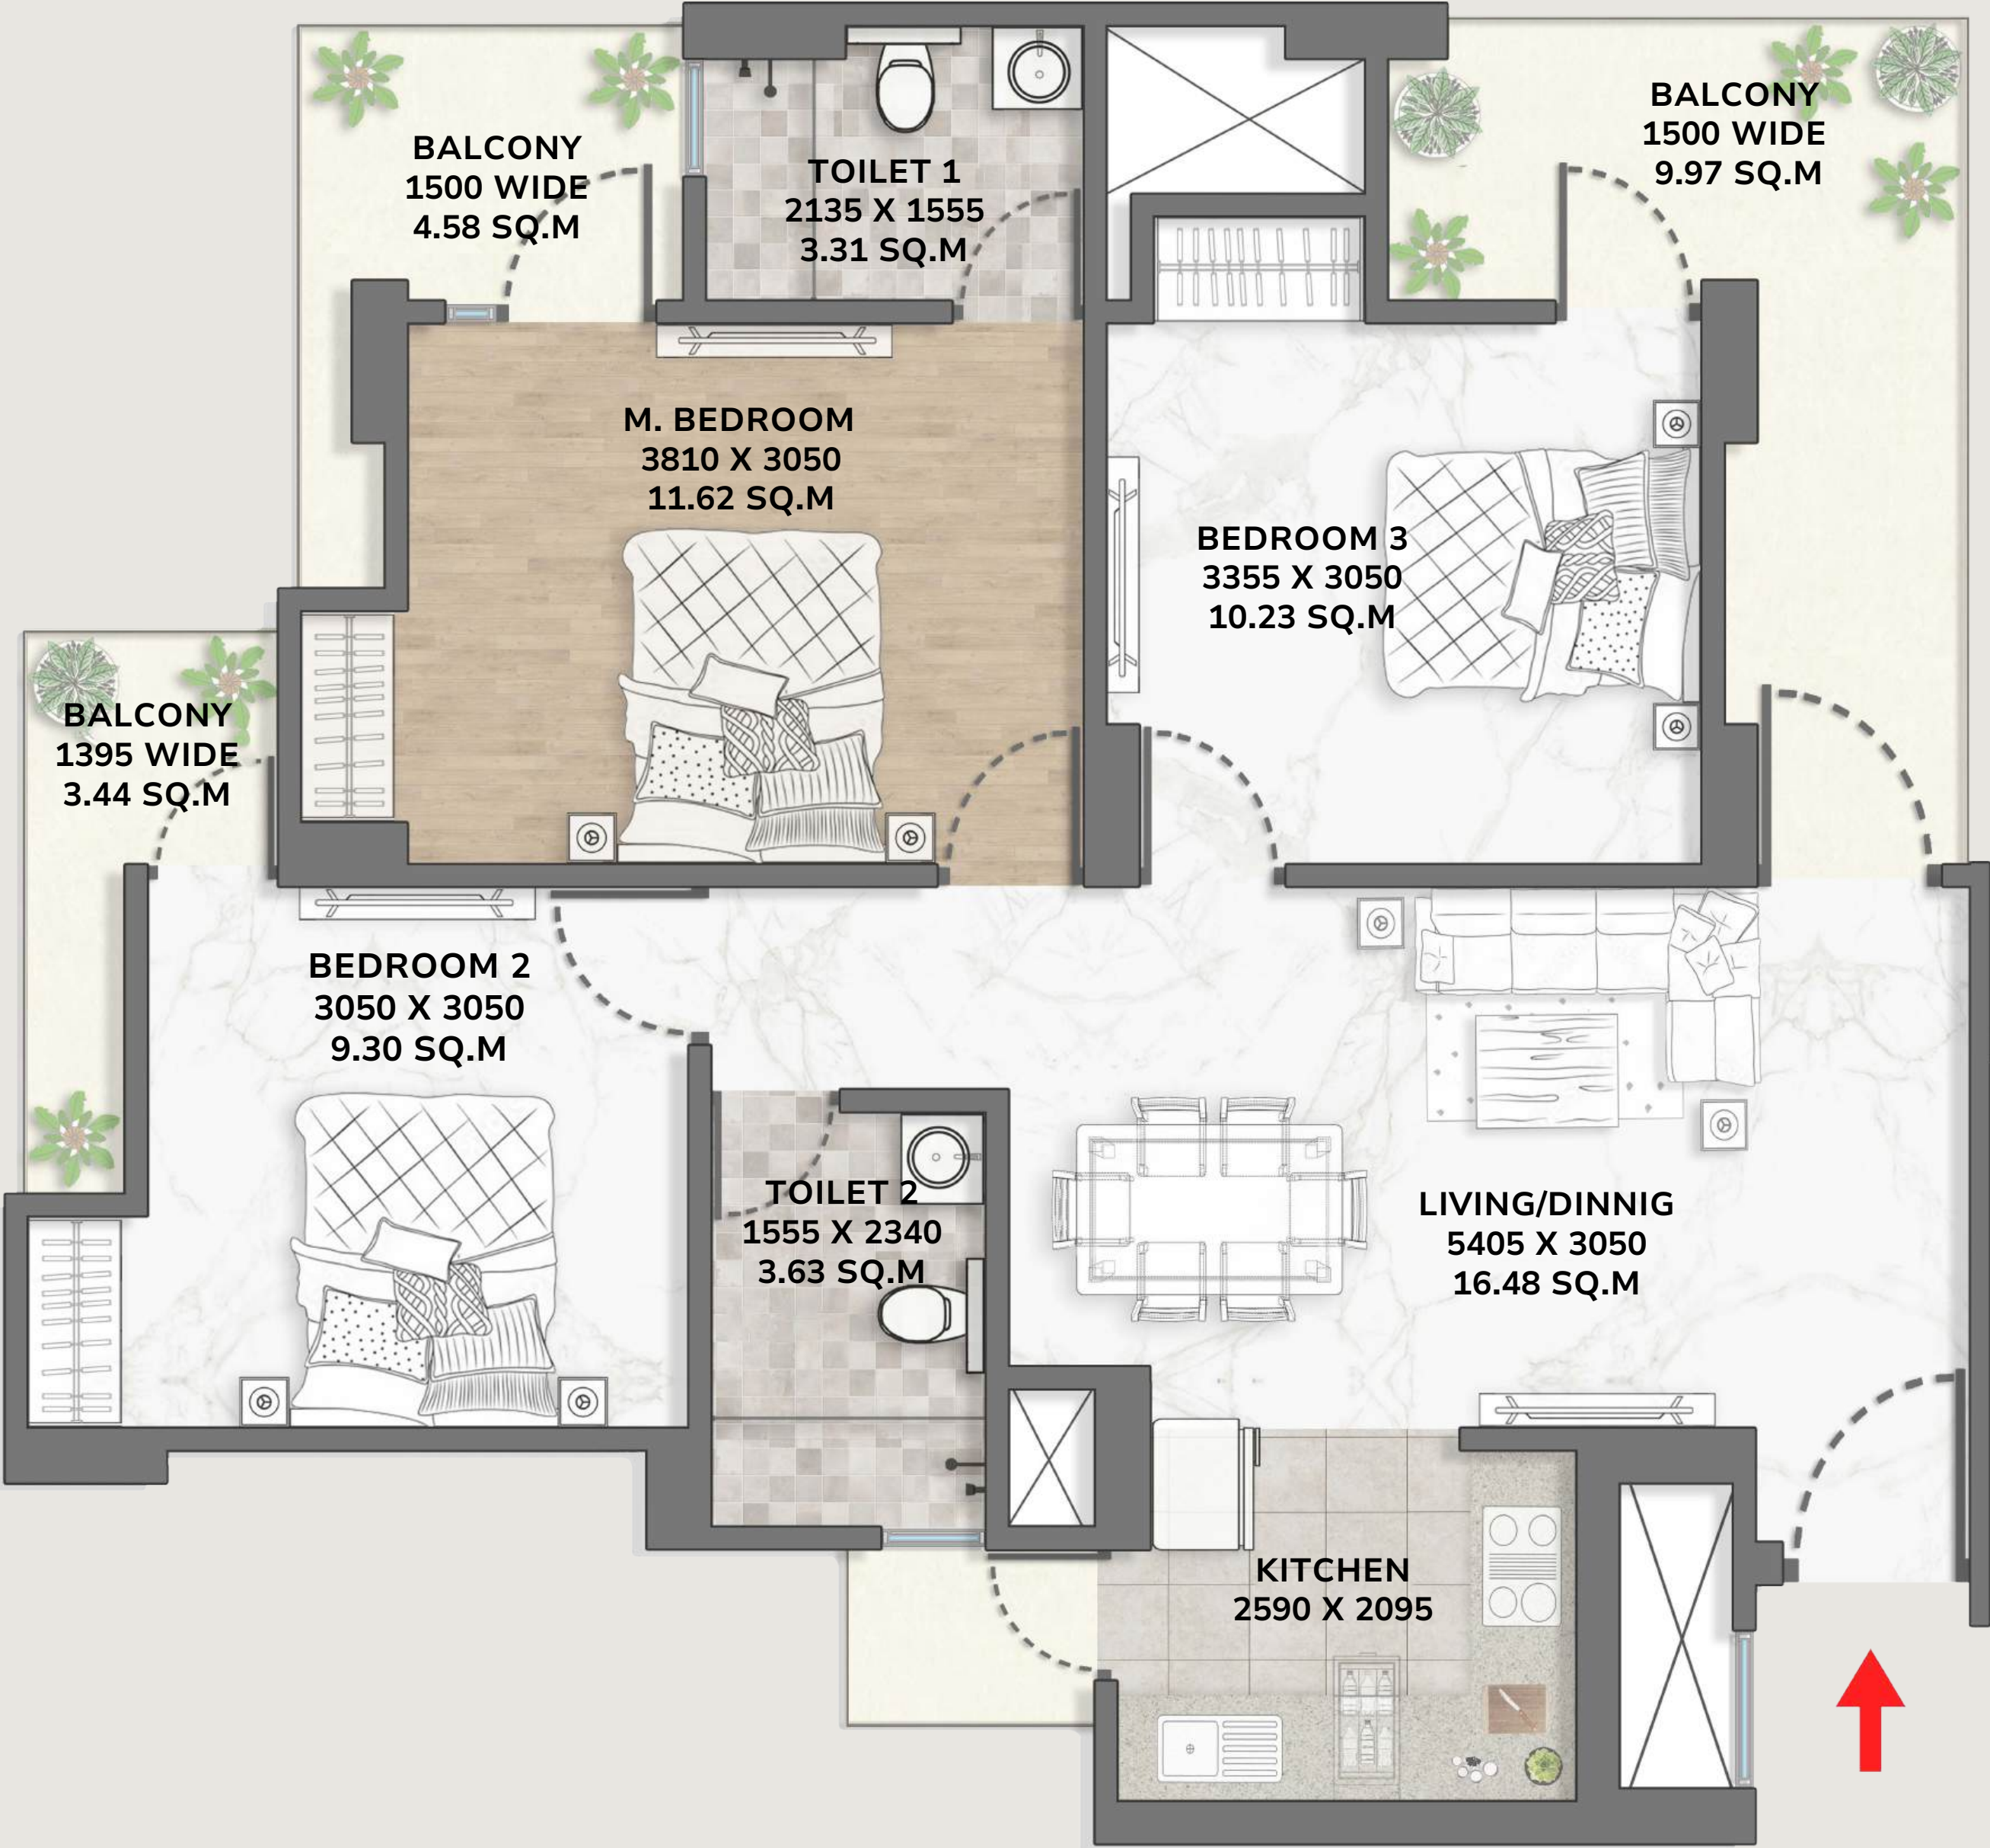 BALCONY
1500 WIDE
4.58 SQ.M
TOILET 1
2135 X 1555
3.31 SQ.M
BALCONY
1500 WIDE
9.97 SQ.M
M. BEDROOM
3810 X 3050
11.62 SQ.M
BEDROOM 3
3355 X 3050
10.23 SQ.M
BALCONY
1395 WIDE
3.44 SQ.M
BEDROOM 2
3050 X 3050
9.30 SQ.M
TOILET 2
1555 X 2340
3.63 SQ.M
LIVING/DINNIG
5405 X 3050
16.48 SQ.M
KITCHEN
2590 X 2095